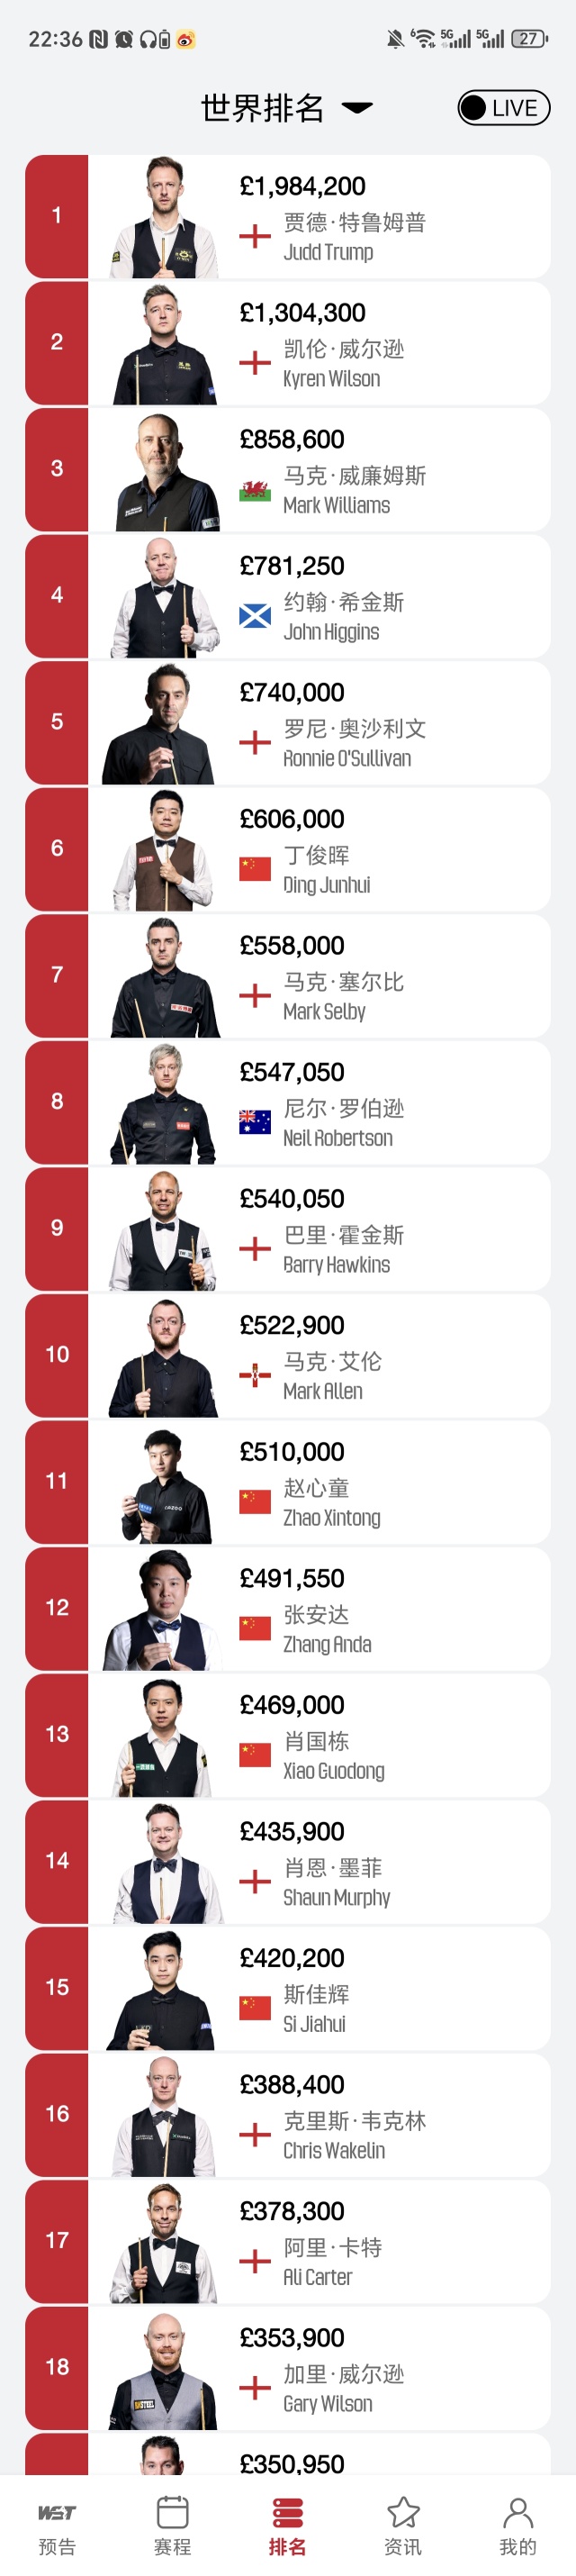 22:36
6 5G 5G 27
世界排名
LIVE
1
£1,984,200
贾德·特鲁姆普
Judd Trump
2
£1,304,300
凯伦·威尔逊
Kyren Wilson
3
£858,600
马克·威廉姆斯
Mark Williams
4
£781,250
约翰·希金斯
John Higgins
5
£740,000
罗尼·奥沙利文
Ronnie O'Sullivan
6
£606,000
丁俊晖
Ding Junhui
7
£558,000
马克·塞尔比
Mark Selby
8
£547,050
尼尔·罗伯逊
Neil Robertson
9
£540,050
巴里·霍金斯
Barry Hawkins
10
£522,900
马克·艾伦
Mark Allen
11
£510,000
赵心童
Zhao Xintong
12
£491,550
张安达
Zhang Anda
13
£469,000
肖国栋
Xiao Guodong
14
£435,900
肖恩·墨菲
Shaun Murphy
15
£420,200
斯佳辉
Si Jiahui
16
£388,400
克里斯·韦克林
Chris Wakelin
17
£378,300
阿里·卡特
Ali Carter
18
£353,900
加里·威尔逊
Gary Wilson
£350,950
WST
预告
赛程
排名
资讯
我的